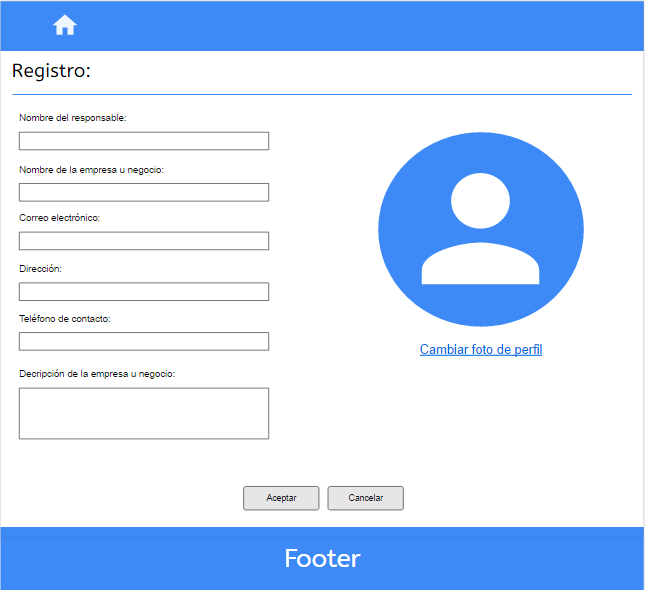 Registro:
Nombre del responsable:
Nombre de la empresa u negocio:
Correo electrónico:
Dirección:
Teléfono de contacto:
Decripción de la empresa u negocio:
Cambiar foto de perfil
Aceptar
Cancelar
Footer